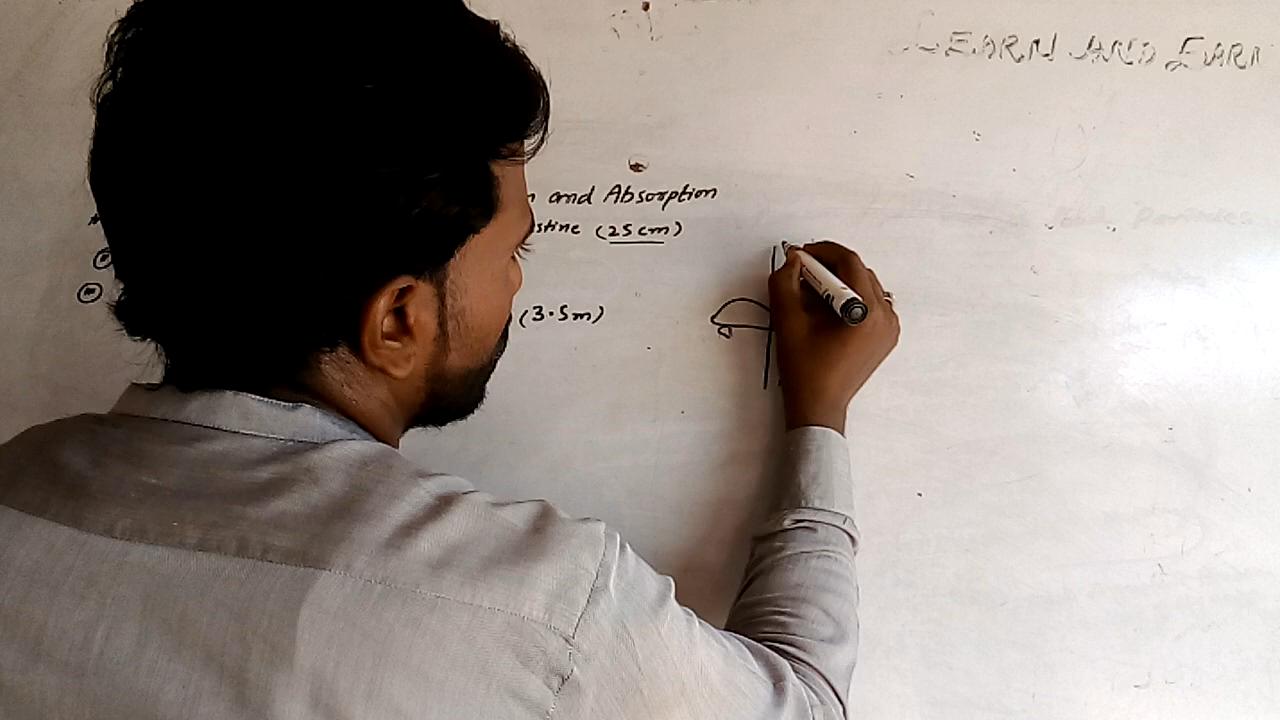 LEARN AND EARN
and Absorption
stine (25cm)
(3.5m)